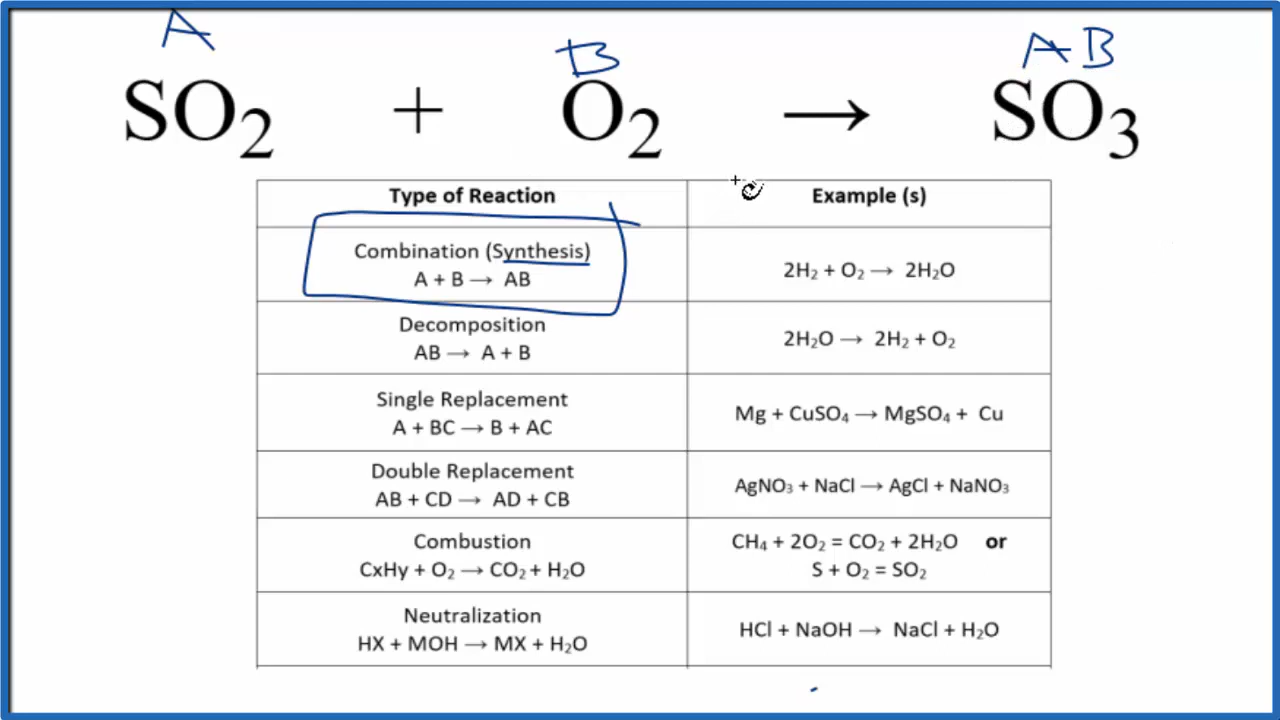 A B AB
SO₂ + O₂ → SO₃
Type of Reaction Example (s)
Combination (Synthesis)
A + B → AB
2H₂ + O₂ → 2H₂O
Decomposition
AB → A + B
2H₂O → 2H₂ + O₂
Single Replacement
A + BC → B + AC
Mg + CuSO₄ → MgSO₄ + Cu
Double Replacement
AB + CD → AD + CB
AgNO₃ + NaCl → AgCl + NaNO₃
Combustion
CxHy + O₂ → CO₂ + H₂O
CH₄ + 2O₂ = CO₂ + 2H₂O or
S + O₂ = SO₂
Neutralization
HX + MOH → MX + H₂O
HCl + NaOH → NaCl + H₂O